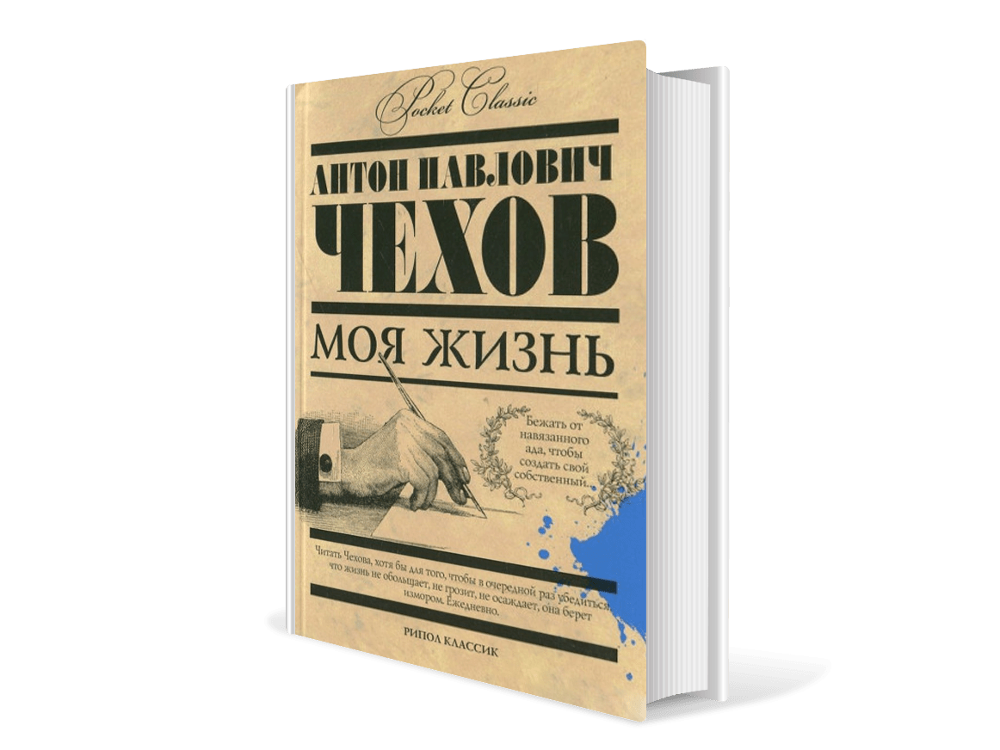 Pocket Classic
АНТОН ПАВЛОВИЧ
ЧЕХОВ
МОЯ ЖИЗНЬ
Бежать от
навязанного
ада, чтобы
создать свой
собственный...
Читать Чехова, хотя бы для того, чтобы в очередной раз убедиться,
что жизнь не обольщает, не грозит, не осаждает, она берет
измором. Ежедневно.
РИПОЛ КЛАССИК